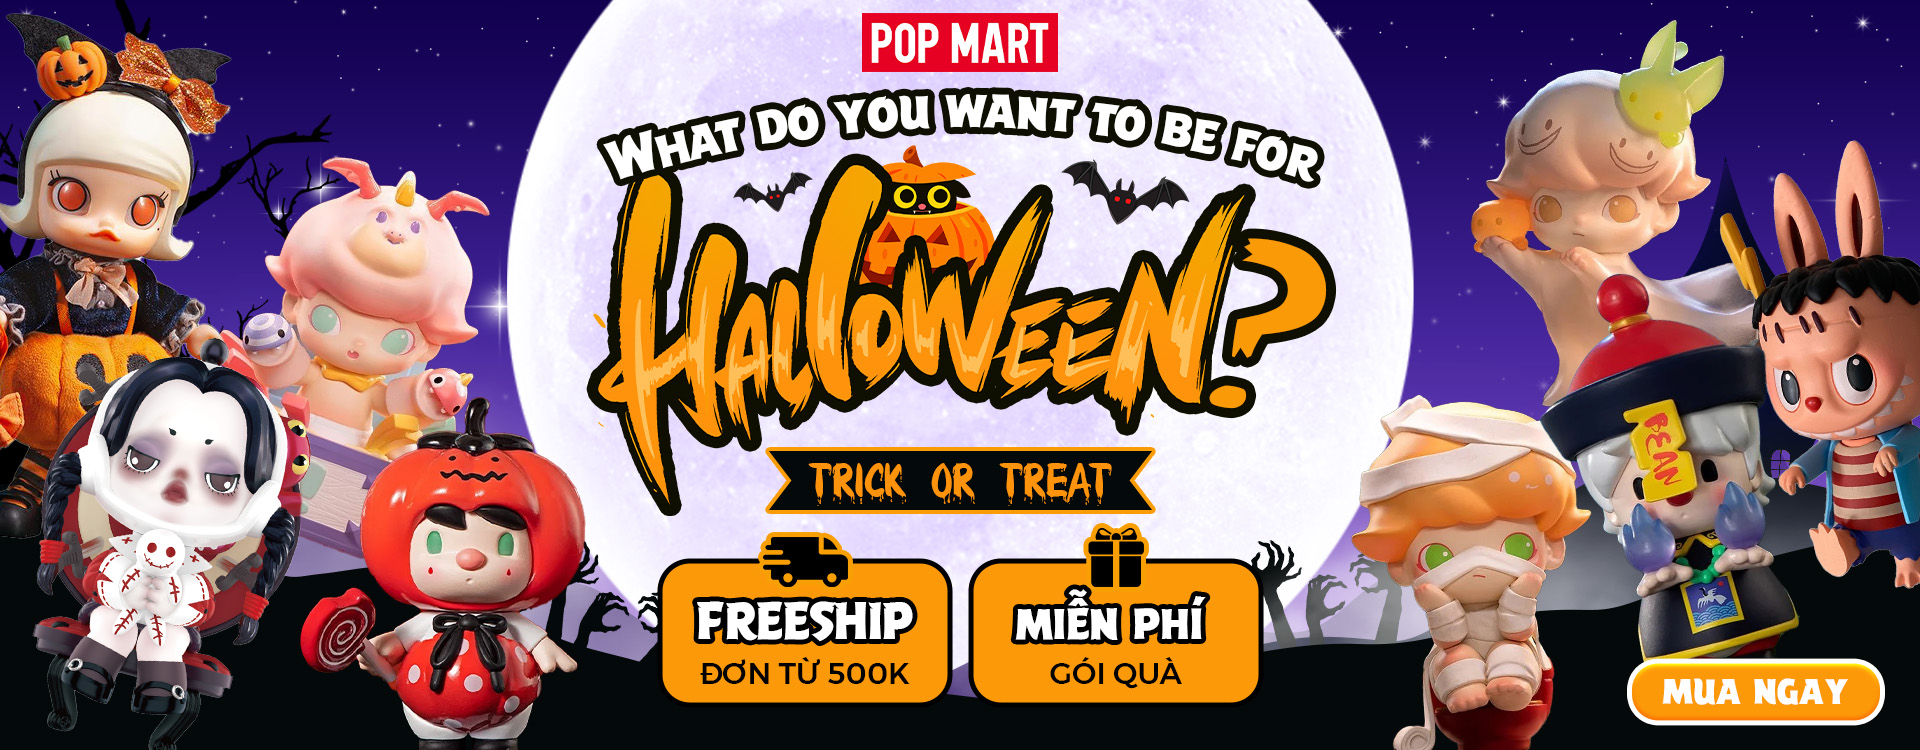 POP MART
WHAT DO YOU WANT TO BE FOR
HALLOWEEN?
TRICK OR TREAT
FREESHIP
ĐƠN TỪ 500K
MIỄN PHÍ
GÓI QUÀ
BEAN
MUA NGAY